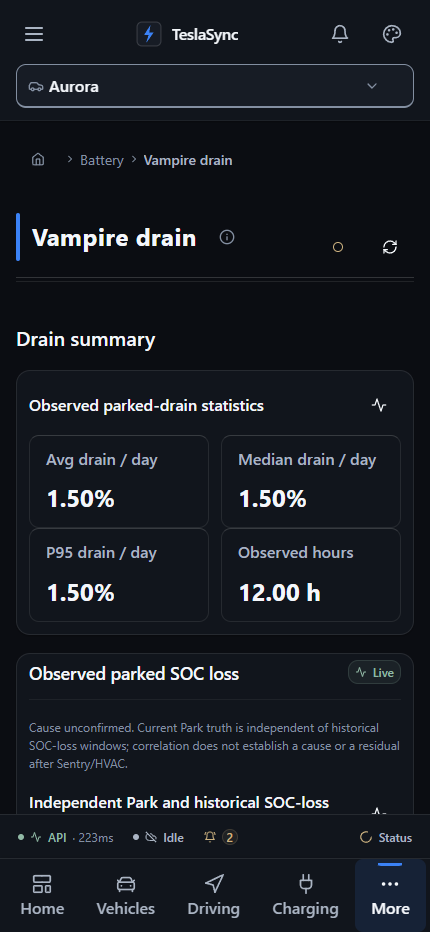 TeslaSync
Aurora
Battery
Vampire drain
Vampire drain
Drain summary
Observed parked-drain statistics
Avg drain / day
Median drain / day
1.50%
1.50%
P95 drain / day
Observed hours
1.50%
12.00 h
Observed parked SOC loss
Live
Cause unconfirmed. Current Park truth is independent of historical
SOC-loss windows; correlation does not establish a cause or a residual
after Sentry/HVAC.
Independent Park and historical SOC-loss
API · 223ms
Idle
2
Status
Home
Vehicles
Driving
Charging
More